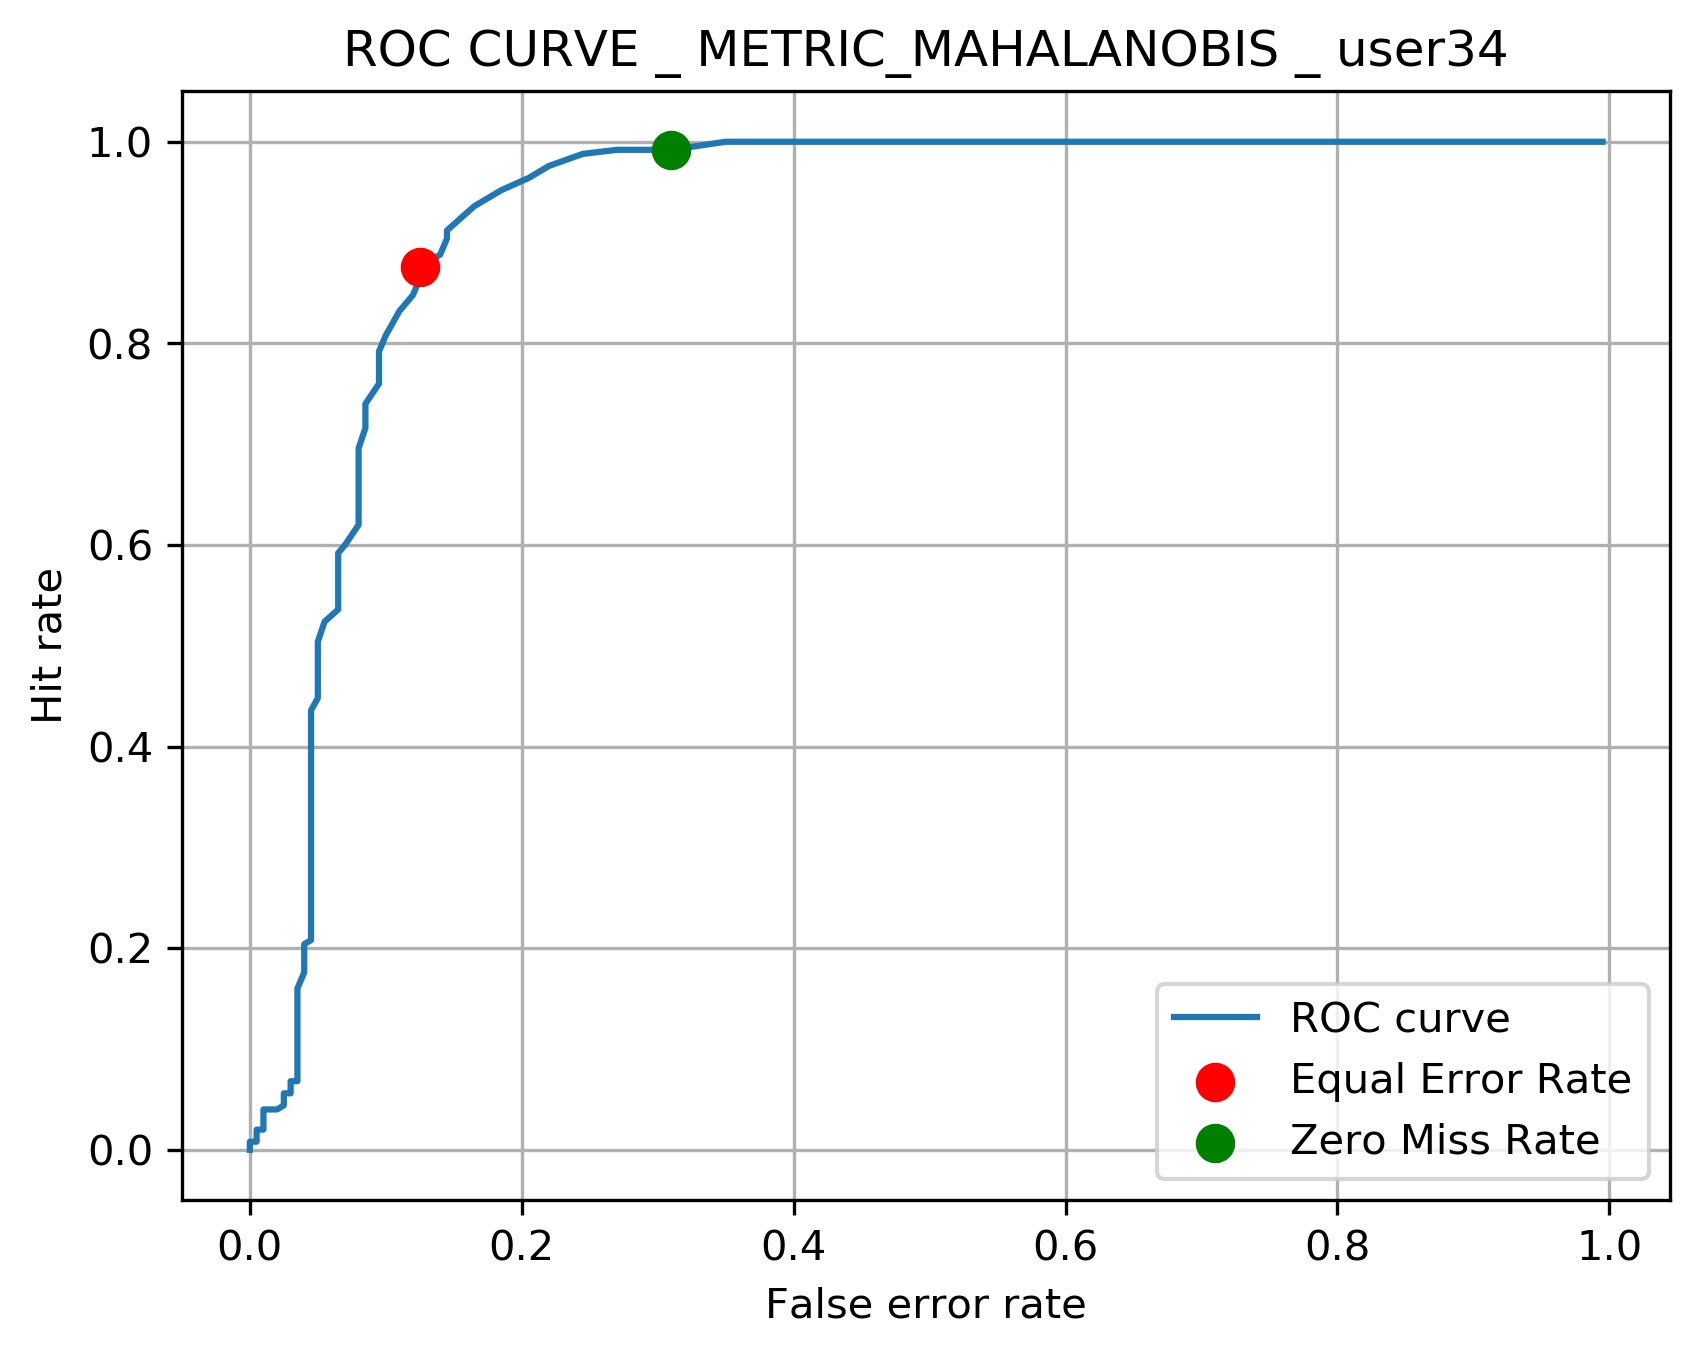 ROC CURVE _ METRIC_MAHALANOBIS _ user34
1.0
0.8
0.6
0.4
0.2
0.0
Hit rate
ROC curve
Equal Error Rate
Zero Miss Rate
0.0 0.2 0.4 0.6 0.8 1.0
False error rate